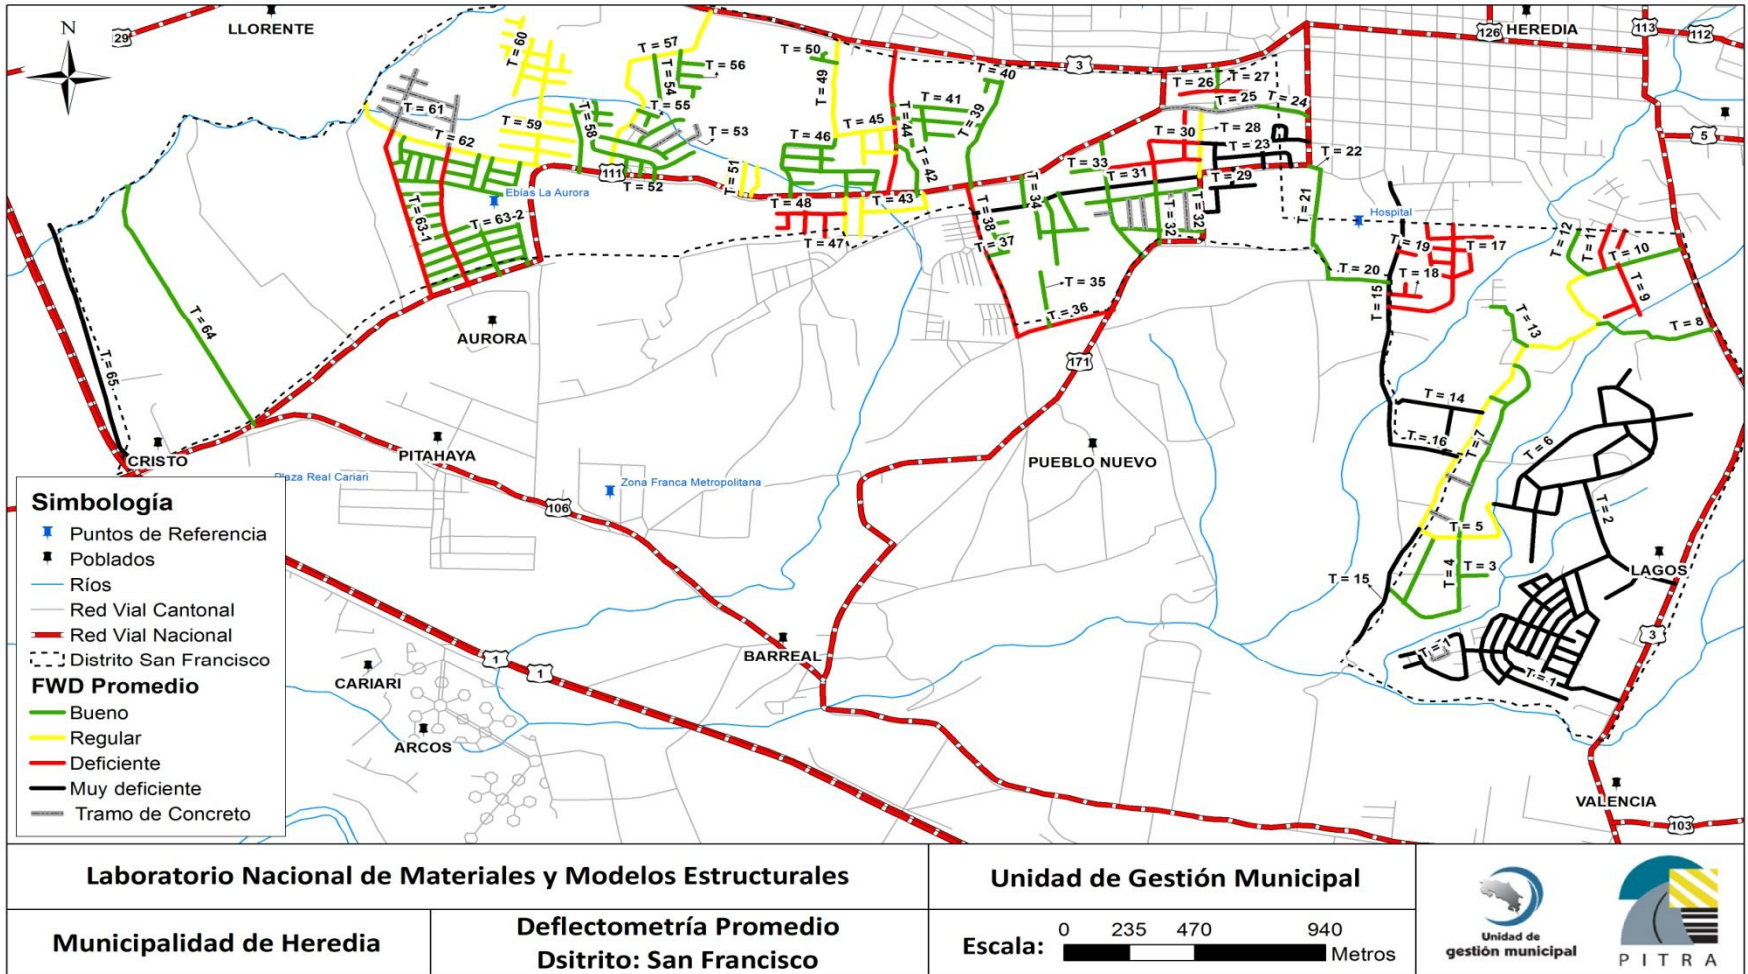 LLORENTE
29
N
126
HEREDIA
113
112
3
5
T = 60
T = 57
T = 56
T = 54
T = 55
T = 53
T = 50
T = 49
T = 40
T = 41
T = 39
T = 45
T = 44
T = 46
T = 42
T = 26
T = 27
T = 25
T = 24
T = 30
T = 28
T = 23
T = 22
T = 61
T = 62
T = 59
T = 58
111
T = 52
T = 51
T = 33
T = 31
T = 29
T = 21
Ebías La Aurora
T = 48
T = 43
T = 47
T = 63-1
T = 63-2
T = 38
T = 37
T = 34
T = 32
T = 32
T = 35
T = 36
Hospital
T = 19
T = 17
T = 18
T = 20
T = 15
T = 12
T = 11
T = 10
T = 9
T = 8
T = 13
T = 64
T = 65
AURORA
171
T = 14
T = 16
T = 7
T = 6
CRISTO
PITAHAYA
PUEBLO NUEVO
Plaza Real Cariari
Zona Franca Metropolitana
106
T = 5
T = 2
T = 4
T = 3
T = 15
LAGOS
3
T = 1
T = 1
BARREAL
1
1
CARIARI
ARCOS
VALENCIA
103
Simbología
Puntos de Referencia
Poblados
Ríos
Red Vial Cantonal
Red Vial Nacional
Distrito San Francisco
FWD Promedio
Bueno
Regular
Deficiente
Muy deficiente
Tramo de Concreto
Laboratorio Nacional de Materiales y Modelos Estructurales
Unidad de Gestión Municipal
Municipalidad de Heredia
Deflectometría Promedio
Dsitrito: San Francisco
Escala:
0 235 470 940
Metros
Unidad de
gestión municipal
PITRA